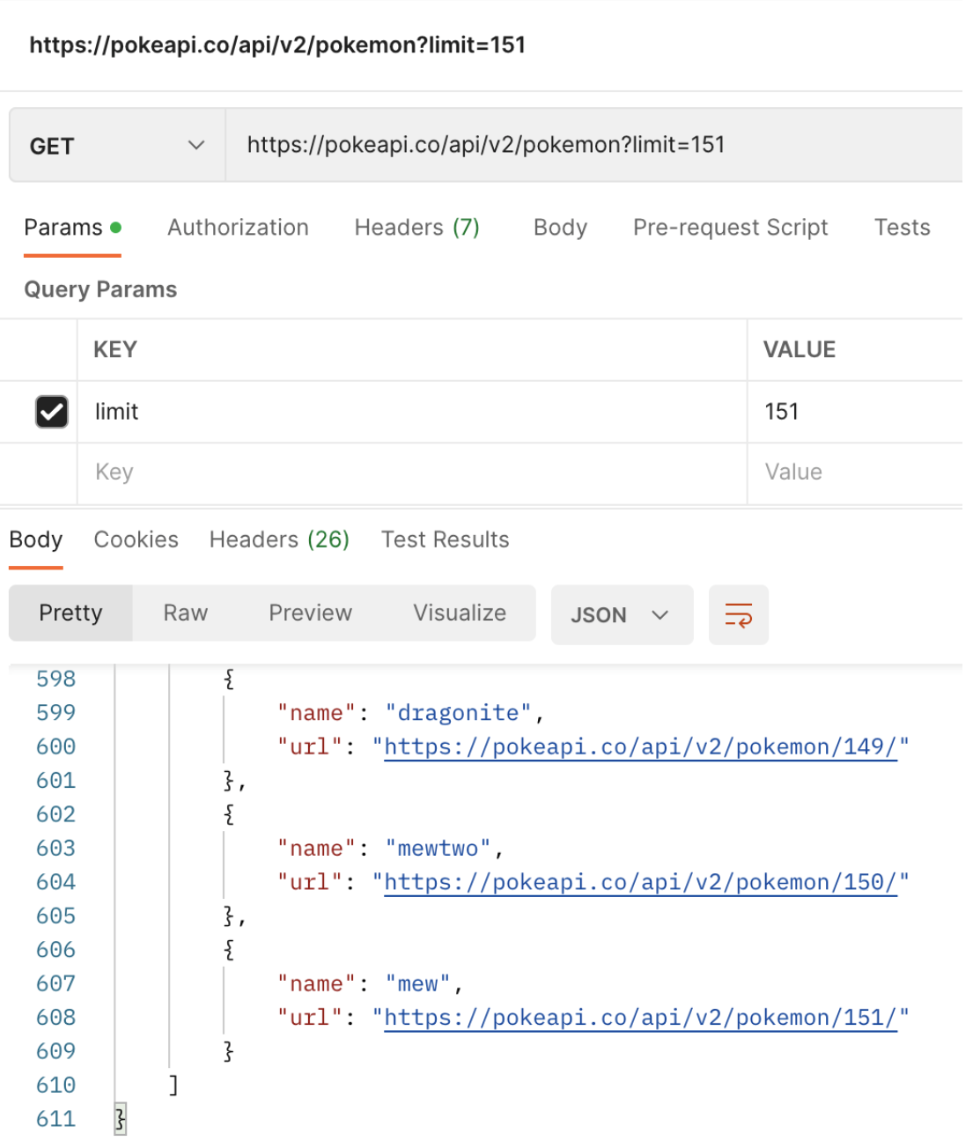 https://pokeapi.co/api/v2/pokemon?limit=151
GET https://pokeapi.co/api/v2/pokemon?limit=151
Params Authorization Headers (7) Body Pre-request Script Tests
Query Params
KEY VALUE
limit 151
Key Value
Body Cookies Headers (26) Test Results
Pretty Raw Preview Visualize JSON
598 {
599 "name": "dragonite",
600 "url": "https://pokeapi.co/api/v2/pokemon/149/"
601 },
602 {
603 "name": "mewtwo",
604 "url": "https://pokeapi.co/api/v2/pokemon/150/"
605 },
606 {
607 "name": "mew",
608 "url": "https://pokeapi.co/api/v2/pokemon/151/"
609 }
610 ]
611 }